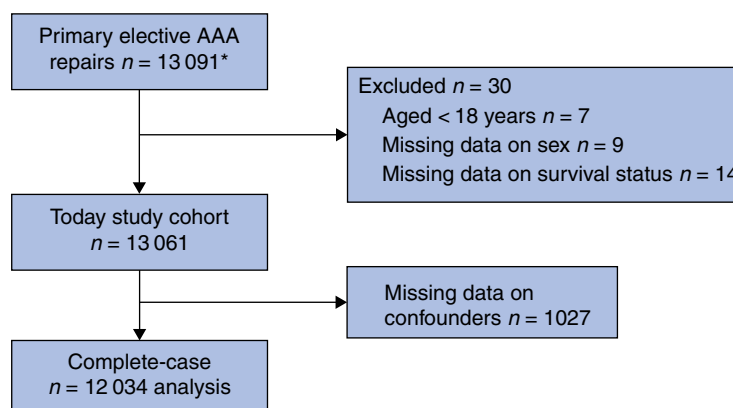 Primary elective AAA
repairs n = 13 091*
Excluded n = 30
Aged < 18 years n = 7
Missing data on sex n = 9
Missing data on survival status n = 14
Today study cohort
n = 13 061
Missing data on
confounders n = 1027
Complete-case
n = 12 034 analysis